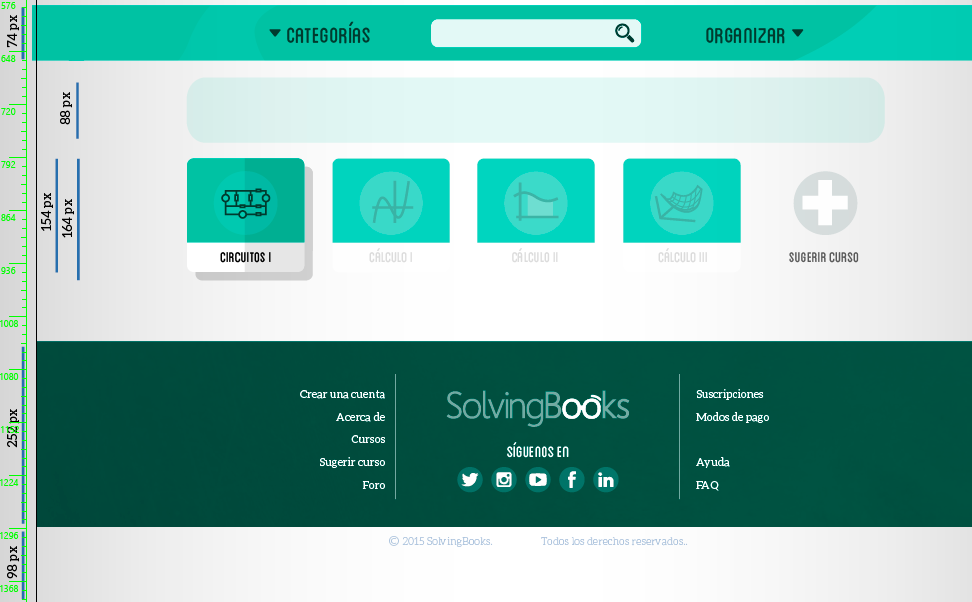 576
74 px
CATEGORÍAS
ORGANIZAR
648
88 px
720
792
154 px
164 px
864
CIRCUITOS I
CÁLCULO I
CÁLCULO II
CÁLCULO III
SUGERIR CURSO
936
1008
1080
Crear una cuenta
Acerca de
Cursos
Sugerir curso
Foro
SolvingBooks
SÍGUENOS EN
Suscripciones
Modos de pago
Ayuda
FAQ
252 px
1224
1296
© 2015 SolvingBooks.
Todos los derechos reservados..
98 px
1368